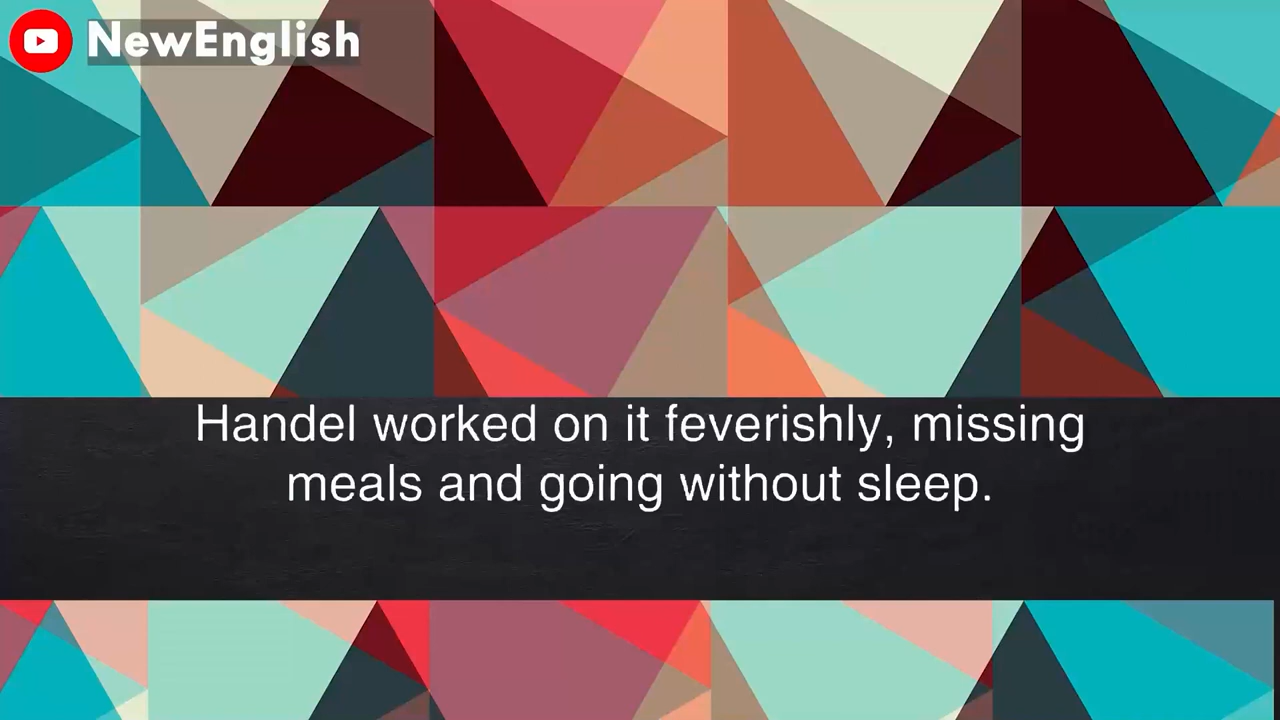 NewEnglish
Handel worked on it feverishly, missing
meals and going without sleep.